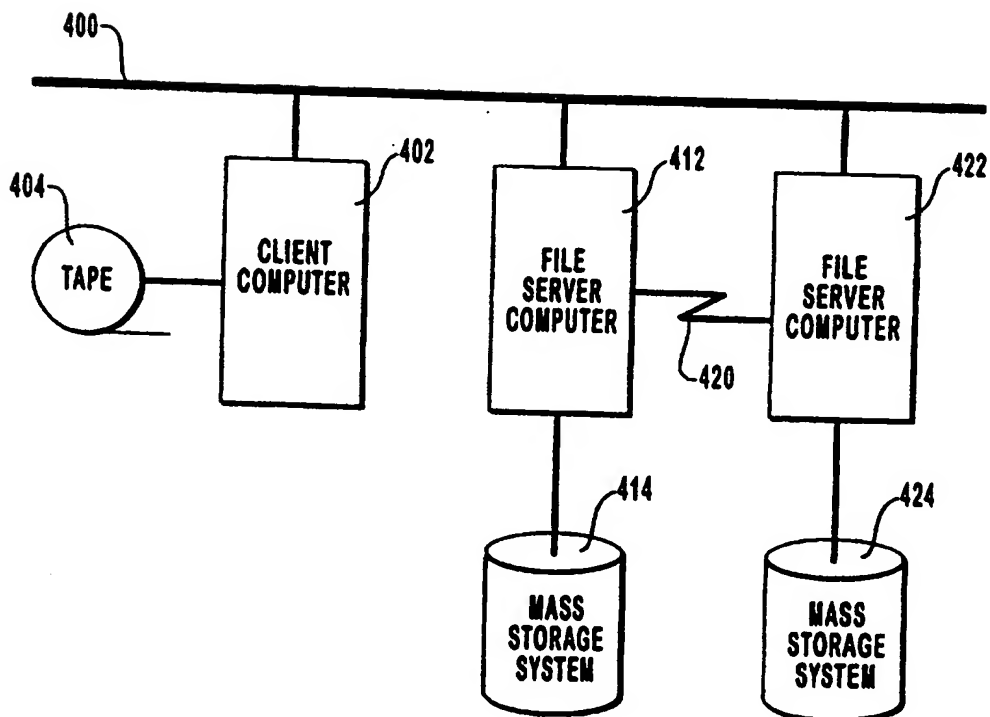 400
404
402
412
422
TAPE
CLIENT
COMPUTER
FILE
SERVER
COMPUTER
FILE
SERVER
COMPUTER
420
414
424
MASS
STORAGE
SYSTEM
MASS
STORAGE
SYSTEM